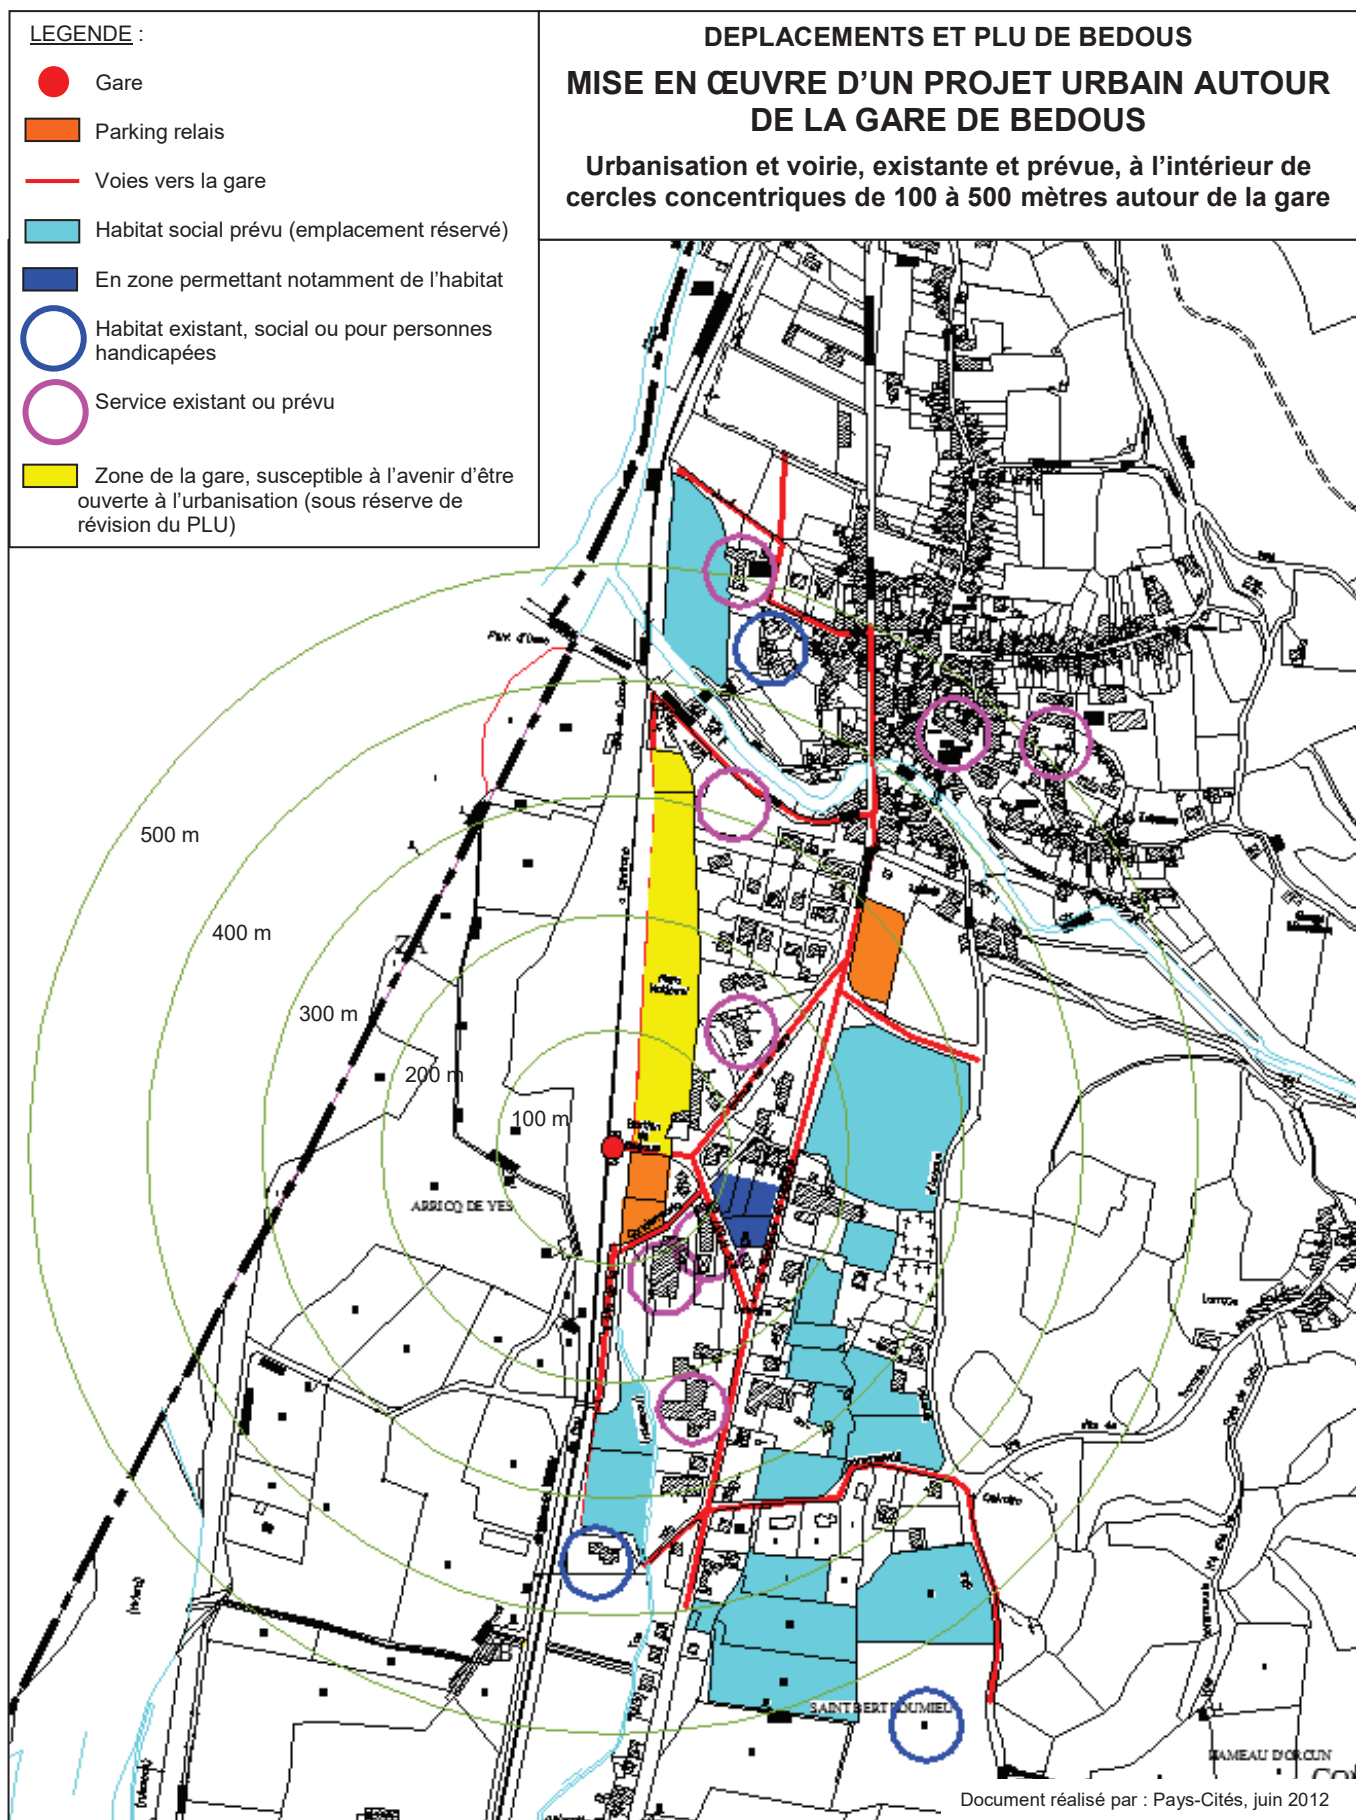 LEGENDE :
Gare
Parking relais
Voies vers la gare
Habitat social prévu (emplacement réservé)
En zone permettant notamment de l'habitat
Habitat existant, social ou pour personnes
handicapées
Service existant ou prévu
Zone de la gare, susceptible à l'avenir d'être
ouverte à l'urbanisation (sous réserve de
révision du PLU)
DEPLACEMENTS ET PLU DE BEDOUS
MISE EN ŒUVRE D'UN PROJET URBAIN AUTOUR
DE LA GARE DE BEDOUS
Urbanisation et voirie, existante et prévue, à l'intérieur de
cercles concentriques de 100 à 500 mètres autour de la gare
500 m
400 m
ZA
300 m
200 m
100 m
ARRICQ DE YES
SAINT BERTHOUMIEU
HAMEAU D'ORCUN
Document réalisé par : Pays-Cités, juin 2012